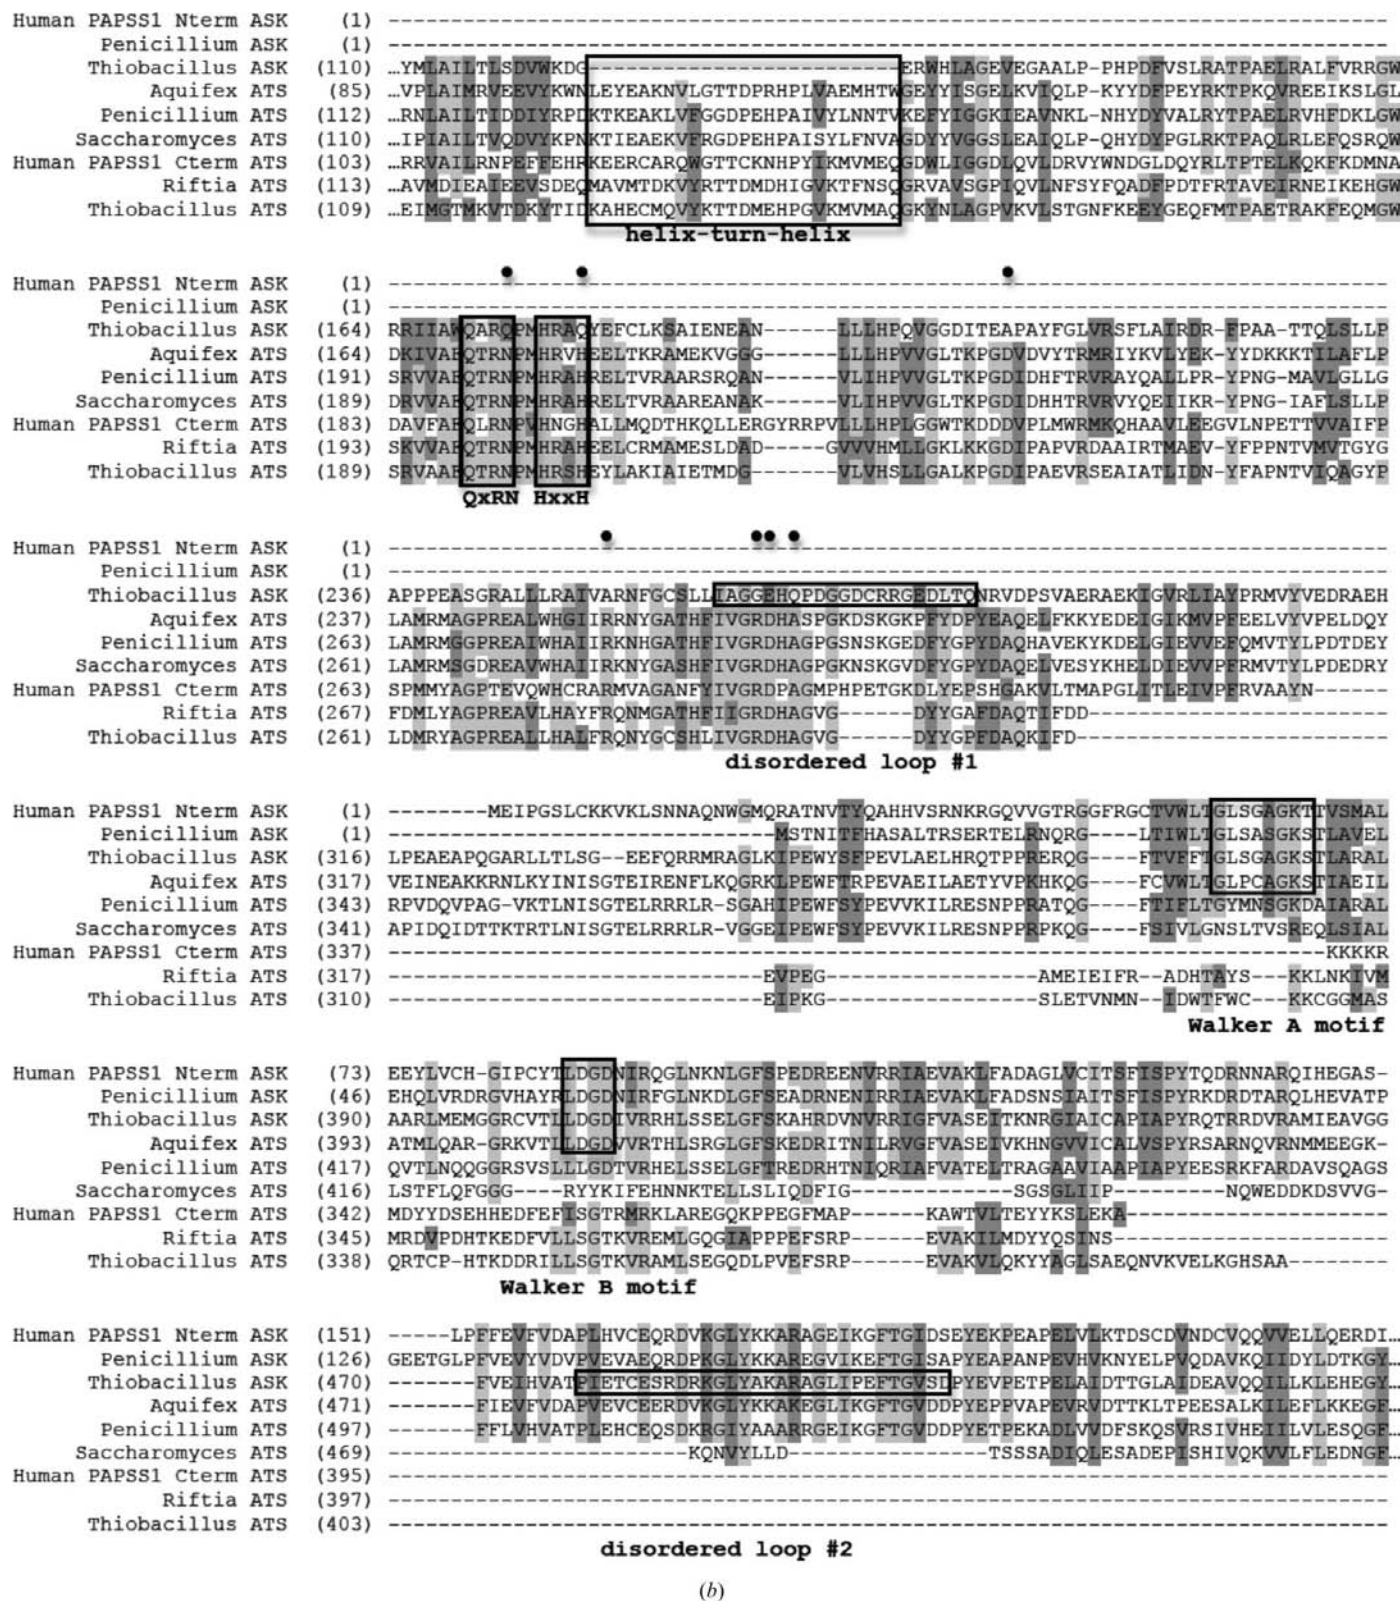 Human PAPSS1 Nterm ASK (1) --------------------------------------------------------------------------------
Penicillium ASK (1) --------------------------------------------------------------------------------
Thiobacillus ASK (110) …YMLAILTLSDVWKDG-------------------------ERWHLAGEVEGAALP-PHPDFVSLRATPAELRALFVRRGW
Aquifex ATS (85) …VPLAIMRVEEVYKWNLEYEAKNVLGTTDPRHPLVAEMHTWGEYYISGELKVIQLP-KYYDFPEYRKTPKQVREEIKSLGL
Penicillium ATS (112) …RNLAILTIDDIYRPDKTKEAKLVFGGDPEHPAIVYLNNTVKEFYIGGKIEAVNKL-NHYDYVALRYTPAELRVHFDKLGW
Saccharomyces ATS (110) …IPLAILTVQDVYKPNKTIEAEKVFRGDPEHPAISYLFNVAGDYYVGGSLEAIQLP-QHYDYPGLRKTPAQLRLEFQSRQW
Human PAPSS1 Cterm ATS (103) …RRVAILRNPEFFEHRKEERCARQWGTTCKNHPYIKMVMEQGDWLIGGDLQVLDRVYWNDGLDQYRLTPTELKQKFKDMNA
Riftia ATS (113) …AVMDIEAIEEVSDEQMAVMTDKVYRTTDMDHIGVKTFNSQGRVAVSGPIQVLNFSYFQADFPDTFRTAVEIRNEIKEHGW
Thiobacillus ATS (109) …EIMGTMKVTDKYTIDKAHECMQVYKTTDMEHPGVKMVMAQGKYNLAGPVKVLSTGNFKEEYGEQFMTPAETRAKFEQMGW
helix-turn-helix
Human PAPSS1 Nterm ASK (1) --------------------------------------------------------------------------------
Penicillium ASK (1) --------------------------------------------------------------------------------
Thiobacillus ASK (164) RRIIAWQARQPMHRAQYEFCLKSAIENEAN------LLLHPQVGGDITEAPAYFGLVRSFLAIRDR-FPAA-TTQLSLLP
Aquifex ATS (164) DKIVAFQTRNPMHRVHEELTKRAMEKVGGG------LLLHPVVGLTKPGDVDVYTRMRIYKVLYEK-YYDKKKTILAFLP
Penicillium ATS (191) SRVVAFQTRNPMHRAHRELTVRAARSRQAN------VLIHPVVGLTKPGDIDHFTRVRAYQALLPR-YPNG-MAVLGLLG
Saccharomyces ATS (189) DRVVAFQTRNPMHRAHRELTVRAAREANAK------VLIHPVVGLTKPGDIDHHTRVRVYQEIIKR-YPNG-IAFLSLLP
Human PAPSS1 Cterm ATS (183) DAVFAFQLRNPVHNGHALLMQDTHKQLLERGYRRPVLLLHPLGGWTKDDDVPLMWRMKQHAAVLEEGVLNPETTVVAIFP
Riftia ATS (193) SKVVAFQTRNPMHRAHEELCRMAMESLDAD-----GVVVHMLLGKLKKGDIPAPVRDAAIRTMAEV-YFPPNTVMVTGYG
Thiobacillus ATS (189) SRVAAFQTRNPMHRSHEYLAKIAIETMDG-------VLVHSLLGALKPGDIPAEVRSEAIATLIDN-YFAPNTVIQAGYP
QxRN HxxH
Human PAPSS1 Nterm ASK (1) --------------------------------------------------------------------------------
Penicillium ASK (1) --------------------------------------------------------------------------------
Thiobacillus ASK (236) APPPEASGRALLLRAIVARNFGCSLLIAGGEHQPDGGDCRRGEDLTQNRVDPSVAERAEKIGVRLIAYPRMVYVEDRAEH
Aquifex ATS (237) LAMRMAGPREALWHGIIRRNYGATHFIVGRDHASPGKDSKGKPFYDPYEAQELFKKYEDEIGIKMVPFEELVYVPELDQY
Penicillium ATS (263) LAMRMGGPREAIWHAIIRKNHGATHFIVGRDHAGPGSNSKGEDFYGPYDAQHAVEKYKDELGIEVVEFQMVTYLPDTDEY
Saccharomyces ATS (261) LAMRMSGDREAVWHAIIRKNYGASHFIVGRDHAGPGKNSKGVDFYGPYDAQELVESYKHELDIEVVPFRMVTYLPDEDRY
Human PAPSS1 Cterm ATS (263) SPMMYAGPTEVQWHCRARMVAGANFYIVGRDPAGMPHPETGKDLYEPSHGAKVLTMAPGLITLEIVPFRVAAYN------
Riftia ATS (267) FDMLYAGPREAVLHAYFRQNMGATHFIIGRDHAGVG------DYYGAFDAQTIFDD------------------------
Thiobacillus ATS (261) LDMRYAGPREALLHALFRQNYGCSHLIVGRDHAGVG------DYYGPFDAQKIFD-------------------------
disordered loop #1
Human PAPSS1 Nterm ASK (1) --------MEIPGSLCKKVKLSNNAQNWGMQRATNVTYQAHHVSRNKRGQVVGTRGGFRGCTVWLTGLSGAGKTTVSMAL
Penicillium ASK (1) -------------------------------MSTNITFHASALTRSERTELRNQRG----LTIWLTGLSASGKSTLAVEL
Thiobacillus ASK (316) LPEAEAPQGARLLTLSG--EEFQRRMRAGLKIPEWYSFPEVLAELHRQTPPRERQG----FTVFFTGLSGAGKSTLARAL
Aquifex ATS (317) VEINEAKKRNLKYINISGTEIRENFLKQGRKLPEWFTRPEVAEILAETYVPKHKQG----FCVWLTGLPCAGKSTIAEIL
Penicillium ATS (343) RPVDQVPAG-VKTLNISGTELRRRLR-SGAHIPEWFSYPEVVKILRESNPPRATQG----FTIFLTGYMNSGKDAIARAL
Saccharomyces ATS (341) APIDQIDTTKTRTLNISGTELRRRLR-VGGEIPEWFSYPEVVKILRESNPPRPKQG----FSIVLGNSLTVSREQLSIAL
Human PAPSS1 Cterm ATS (337) ---------------------------------------------------------------------------KKKKR
Riftia ATS (317) ------------------------------EVPEG-----------------AMEIEIFR--ADHTAYS---KKLNKIVM
Thiobacillus ATS (310) ------------------------------EIPKG-----------------SLETVNMN--IDWTFWC---KKCGGMAS
Walker A motif
Human PAPSS1 Nterm ASK (73) EEYLVCH-GIPCYTLDGDNIRQGLNKNLGFSPEDREENVRRIAEVAKLFADAGLVCITSFISPYTQDRNNARQIHEGAS-
Penicillium ASK (46) EHQLVRDRGVHAYRLDGDNIRFGLNKDLGFSEADRNENIRRIAEVAKLFADSNSIAITSFISPYRKDRDTARQLHEVATP
Thiobacillus ASK (390) AARLMEMGGRCVTLLDGDIVRRHLSSELGFSKAHRDVNVRRIGFVASEITKNRGIAICAPIAPYRQTRRDVRAMIEAVGG
Aquifex ATS (393) ATMLQAR-GRKVTLLDGDVVRTHLSRGLGFSKEDRITNILRVGFVASEIVKHNGVVICALVSPYRSARNQVRNMMEEGK-
Penicillium ATS (417) QVTLNQQGGRSVSLLLGDTVRHELSSELGFTREDRHTNIQRIAFVATELTRAGAAVIAAPIAPYEESRKFARDAVSQAGS
Saccharomyces ATS (416) LSTFLQFGGG----RYYKIFEHNNKTELLSLIQDFIG-------------SGSGLIIP---------NQWEDDKDSVVG-
Human PAPSS1 Cterm ATS (342) MDYYDSEHHEDFEFLSGTRMRKLAREGQKPPEGFMAP------KAWTVLTEYYKSLEKA---------------------
Riftia ATS (345) MRDVPDHTKEDFVLLSGTKVREMLGQGIAPPPEFSRP------EVAKILMDYYQSINS----------------------
Thiobacillus ATS (338) QRTCP-HTKDDRILLSGTKVRAMLSEGQDLPVEFSRP------EVAKVLQKYYAGLSAEQNVKVELKGHSAA--------
Walker B motif
Human PAPSS1 Nterm ASK (151) -----LPFFEVFVDAPLHVCEQRDVKGLYKKARAGEIKGFTGIDSEYEKPEAPELVLKTDSCDVNDCVQQVVELLQERDI…
Penicillium ASK (126) GEETGLPFVEVYVDVPVEVAEQRDPKGLYKKAREGVIKEFTGISAPYEAPANPEVHVKNYELPVQDAVKQIIDYLDTKGY…
Thiobacillus ASK (470) -------FVEIHVATPIETCESRDRKGLYAKARAGLIPEFTGVSDPYEVPETPELAIDTTGLAIDEAVQQILLKLEHEGY…
Aquifex ATS (471) -------FIEVFVDAPVEVCEERDVKGLYKKAKEGLIKGFTGVDDPYEPPVAPEVRVDTTKLTPEESALKILEFLKKEGF…
Penicillium ATS (497) -------FFLVHVATPLEHCEQSDKRGIYAAARRGEIKGFTGVDDPYETPEKADLVVDFSKQSVRSIVHEIILVLESQGF…
Saccharomyces ATS (469) ------------------------KQNVYLLD----------------TSSSADIQLESADEPISHIVQKVVLFLEDNGF…
Human PAPSS1 Cterm ATS (395) --------------------------------------------------------------------------------
Riftia ATS (397) --------------------------------------------------------------------------------
Thiobacillus ATS (403) --------------------------------------------------------------------------------
disordered loop #2
(b)